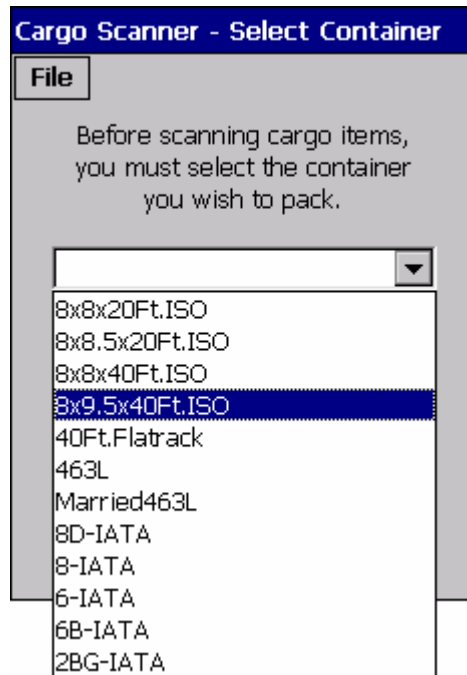 Cargo Scanner - Select Container
File
Before scanning cargo items,
you must select the container
you wish to pack.
8x8x20Ft.ISO
8x8.5x20Ft.ISO
8x8x40Ft.ISO
8x9.5x40Ft.ISO
40Ft.Flatrack
463L
Married463L
8D-IATA
8-IATA
6-IATA
6B-IATA
2BG-IATA